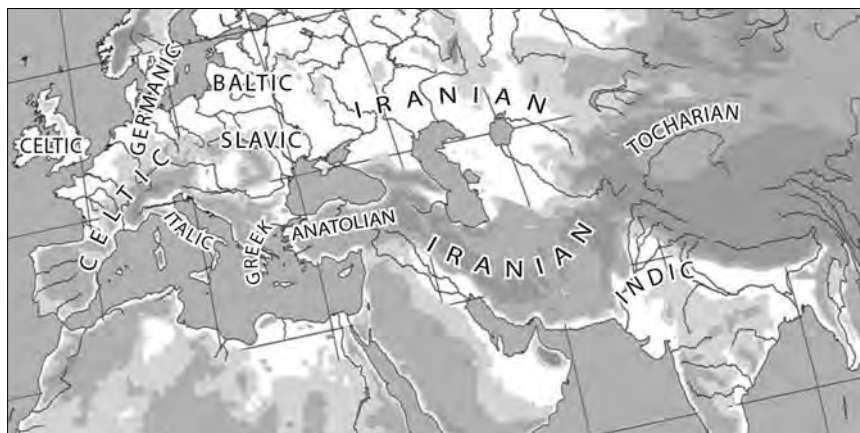 GERMANIC
BALTIC
IRANIAN
CELTIC
SLAVIC
TOCHARIAN
CELTIC
ITALIC
GREEK
ANATOLIAN
IRANIAN
INDIC